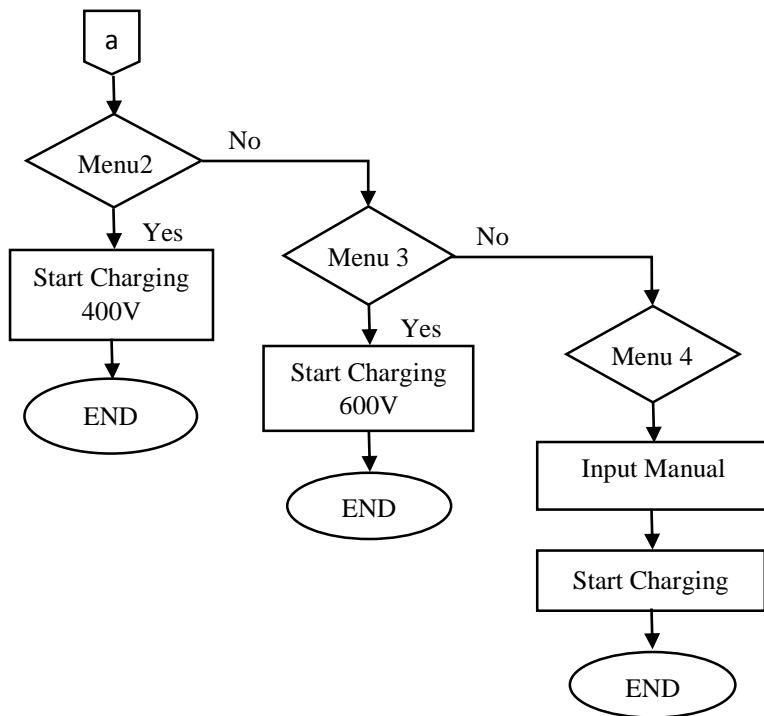 a
Menu2
No
Yes
Start Charging
400V
END
Menu 3
No
Yes
Start Charging
600V
END
Menu 4
Input Manual
Start Charging
END